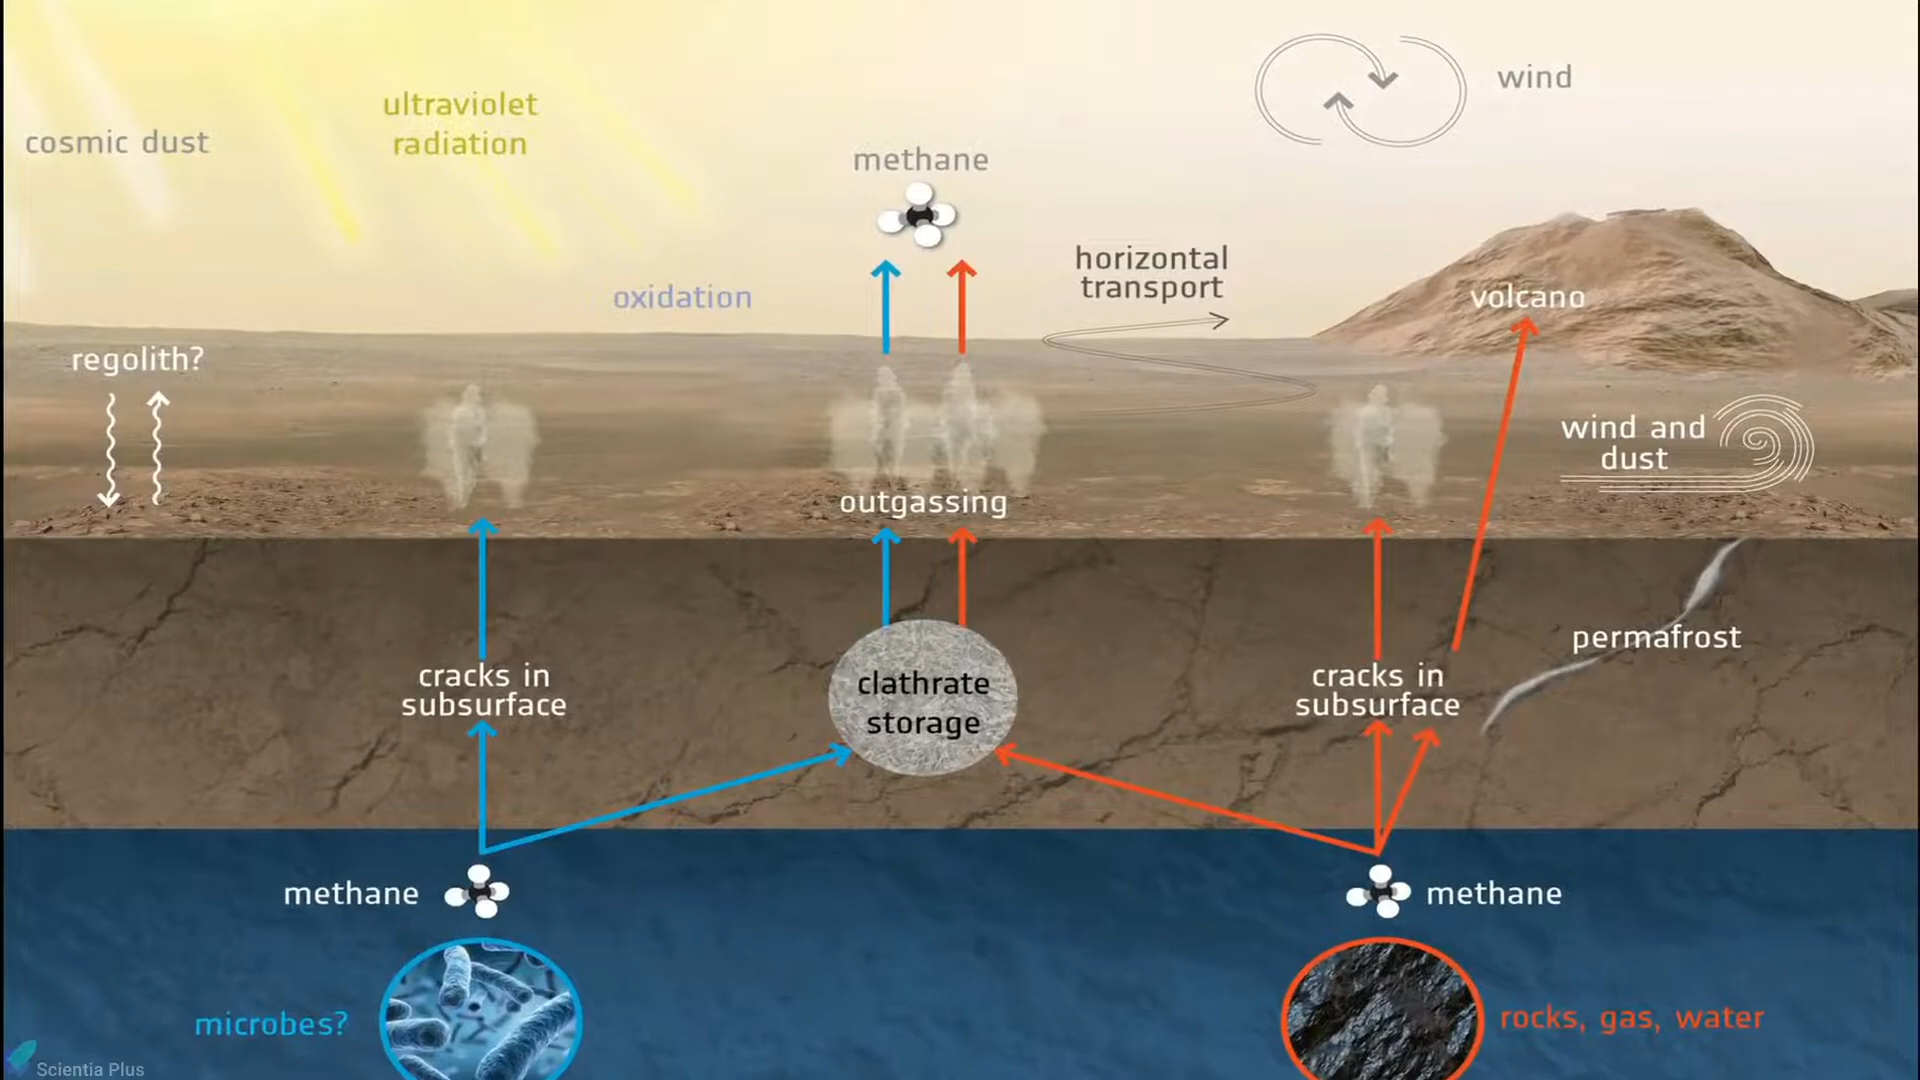 wind
ultraviolet
radiation
cosmic dust
methane
horizontal
transport
oxidation
volcano
regolith?
wind and
dust
outgassing
permafrost
cracks in
subsurface
clathrate
storage
cracks in
subsurface
methane
methane
microbes?
rocks, gas, water
Scientia Plus